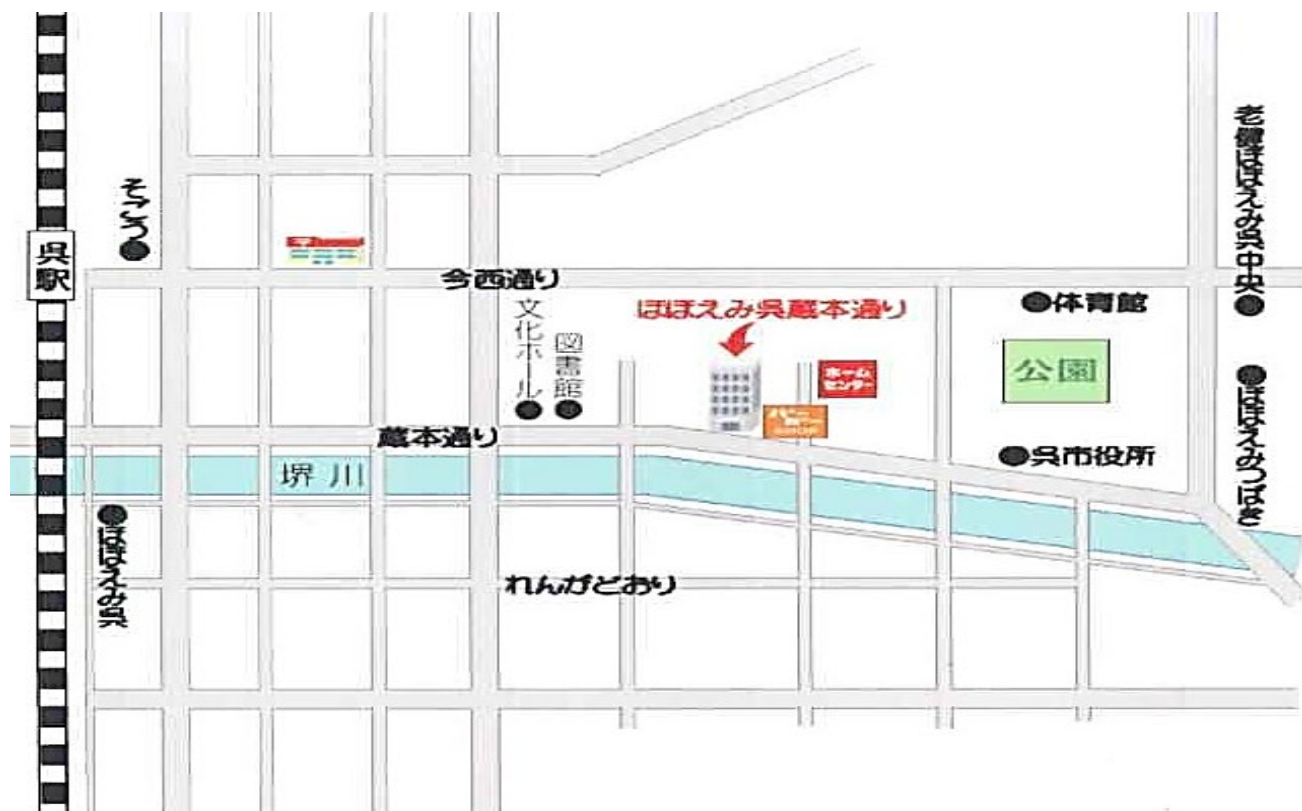 そごう
呉駅
今西通り
文化ホール
図書館
ほほえみ呉蔵本通り
ホーム
センター
体育館
公園
老健ほほえみ呉中央
蔵本通り
呉市役所
ほほえみつばき
堺川
ほほえみ呉
れんがどおり